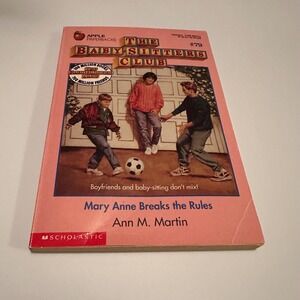 APPLE
PAPERBACKS
THE
BABY-SITTERS
CLUB
#79
Boyfriends and baby-sitting don't mix!
Mary Anne Breaks the Rules
Ann M. Martin
SCHOLASTIC